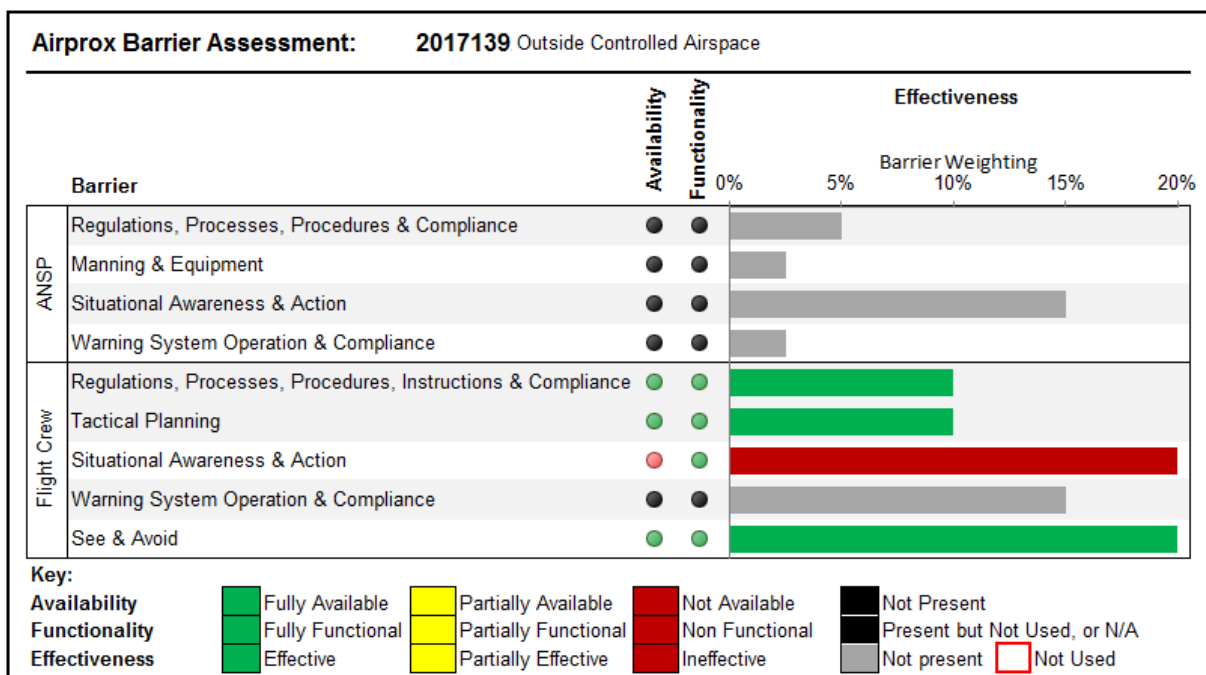 Airprox Barrier Assessment: 2017139 Outside Controlled Airspace
Availability
Functionality
Effectiveness
Barrier Weighting
Barrier
0% 5% 10% 15% 20%
ANSP
Regulations, Processes, Procedures & Compliance
Manning & Equipment
Situational Awareness & Action
Warning System Operation & Compliance
Flight Crew
Regulations, Processes, Procedures, Instructions & Compliance
Tactical Planning
Situational Awareness & Action
Warning System Operation & Compliance
See & Avoid
Key:
Availability Fully Available Partially Available Not Available Not Present
Functionality Fully Functional Partially Functional Non Functional Present but Not Used, or N/A
Effectiveness Effective Partially Effective Ineffective Not present Not Used